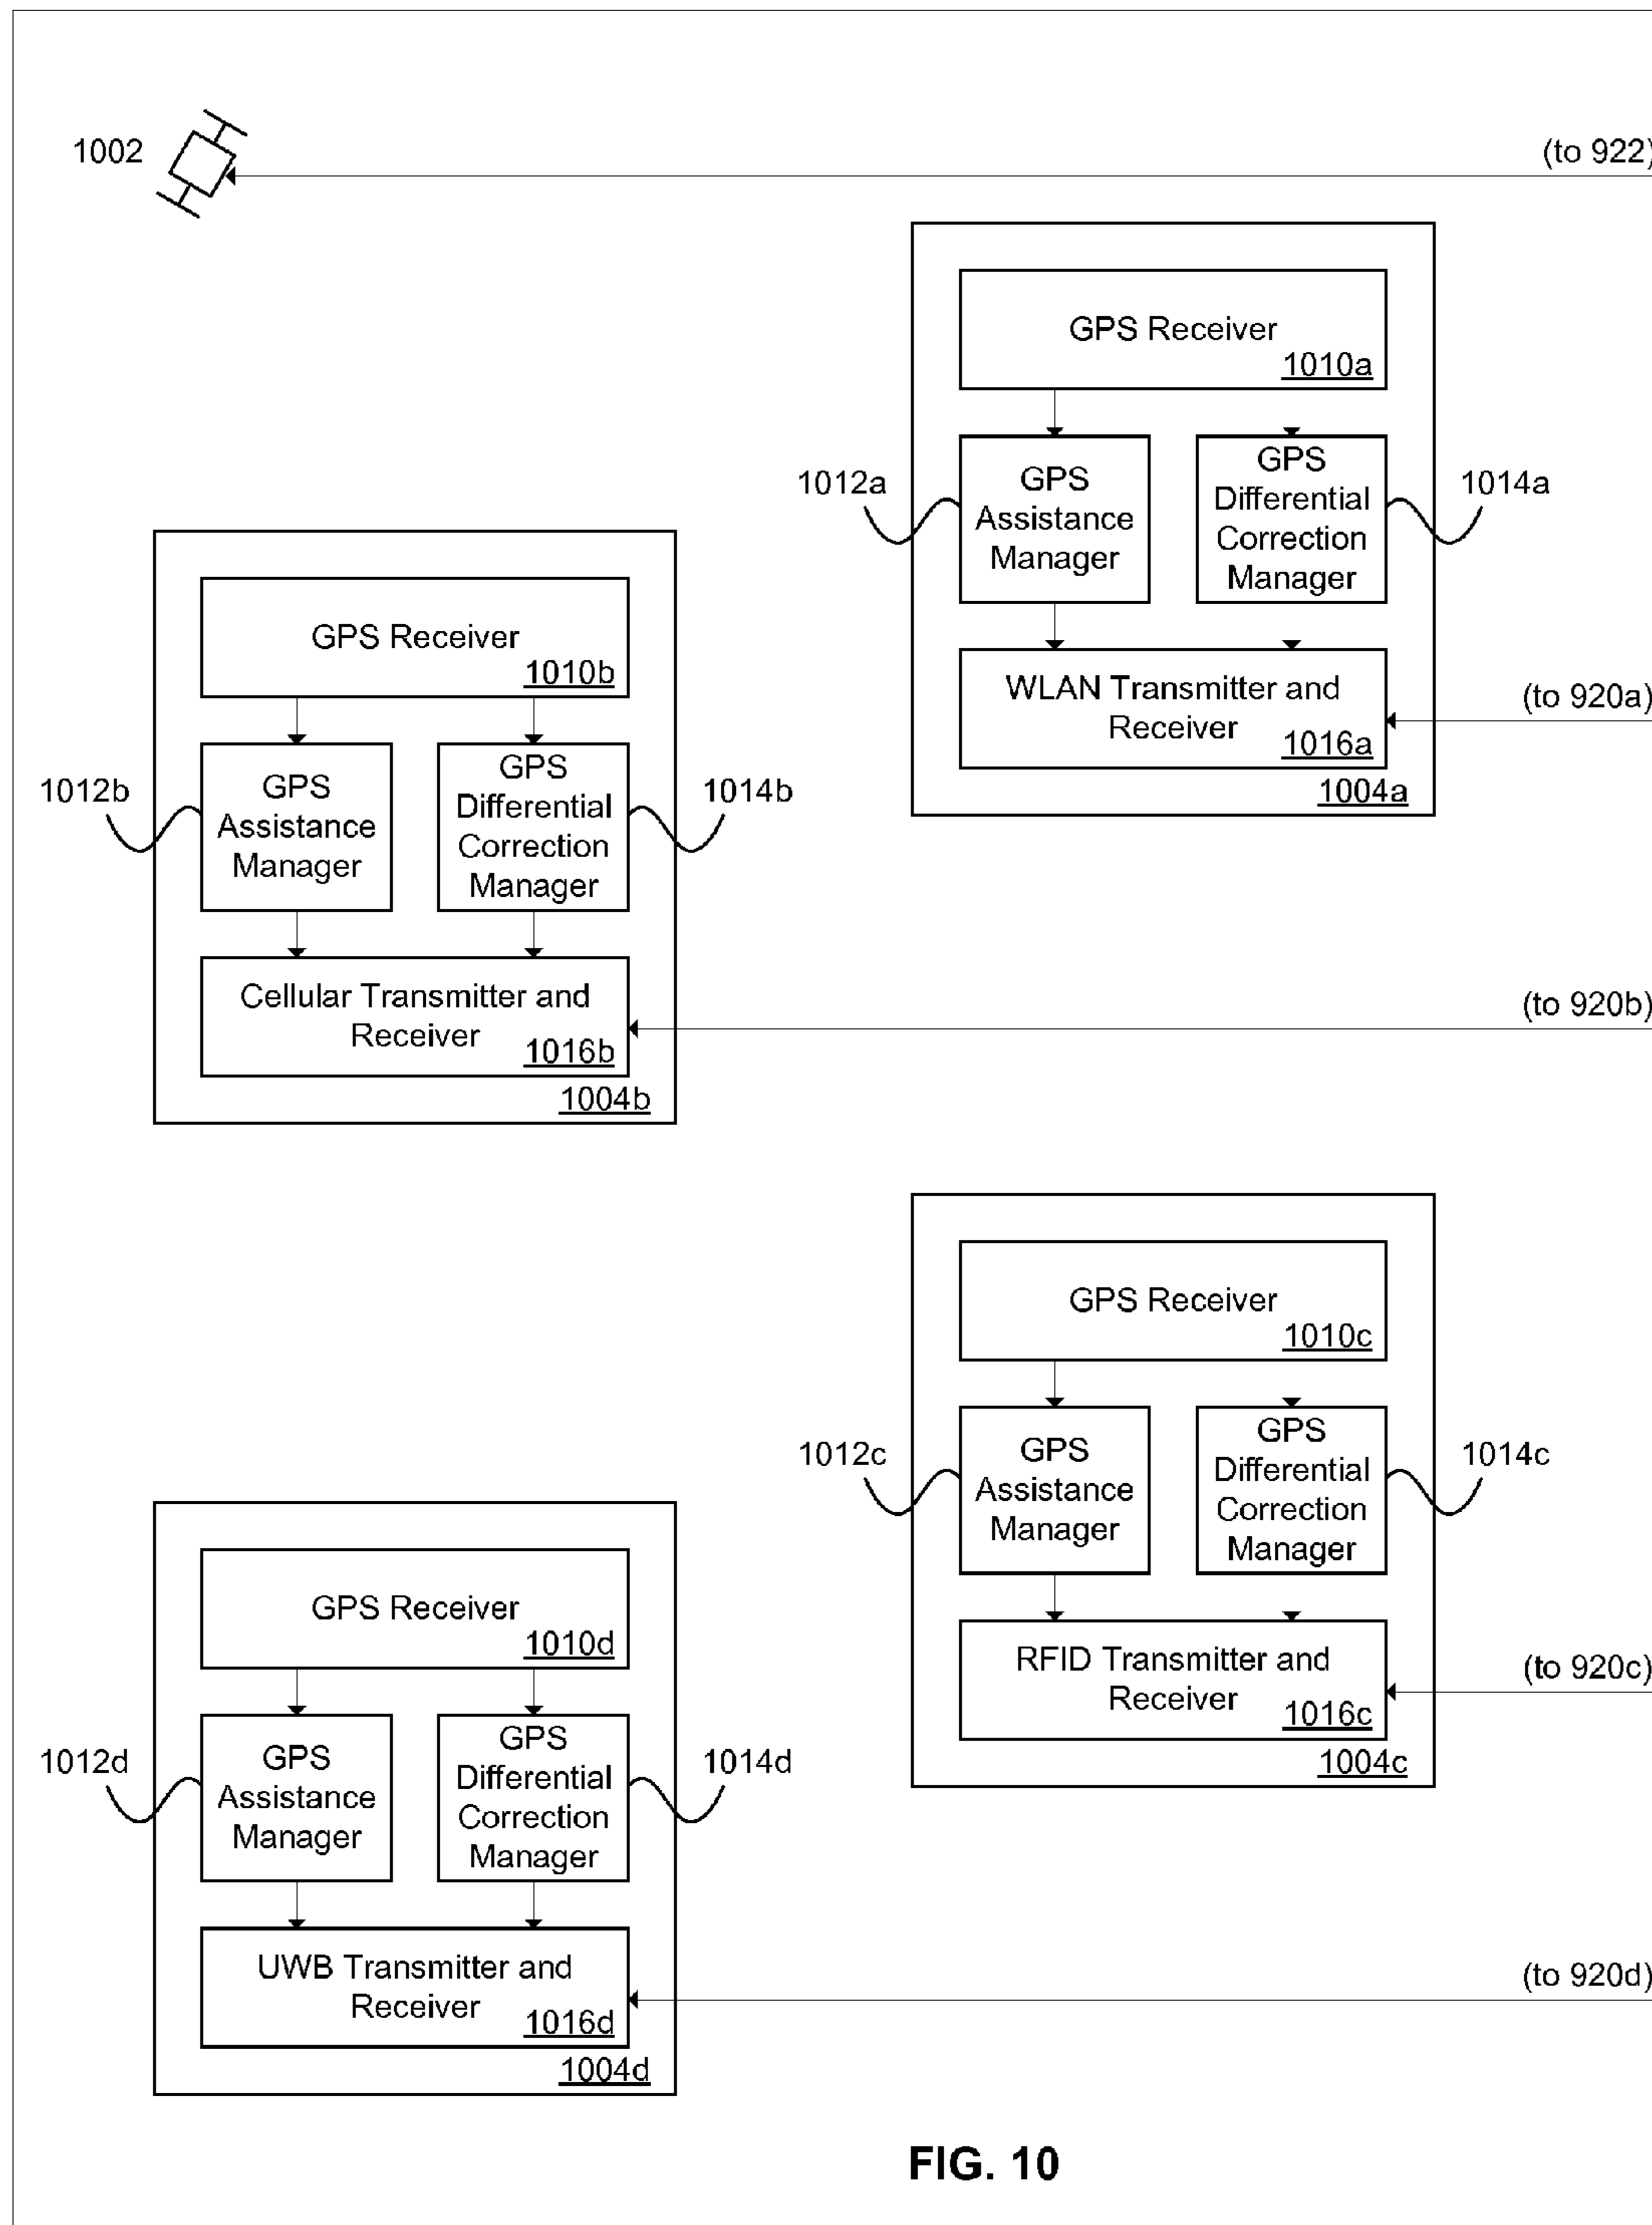 1002
(to 922)
GPS Receiver
1010a
1012a
GPS
Assistance
Manager
GPS
Differential
Correction
Manager
1014a
WLAN Transmitter and
Receiver
1016a
1004a
(to 920a)
GPS Receiver
1010b
1012b
GPS
Assistance
Manager
GPS
Differential
Correction
Manager
1014b
Cellular Transmitter and
Receiver
1016b
1004b
(to 920b)
GPS Receiver
1010c
1012c
GPS
Assistance
Manager
GPS
Differential
Correction
Manager
1014c
RFID Transmitter and
Receiver
1016c
1004c
(to 920c)
GPS Receiver
1010d
1012d
GPS
Assistance
Manager
GPS
Differential
Correction
Manager
1014d
UWB Transmitter and
Receiver
1016d
1004d
(to 920d)
FIG. 10